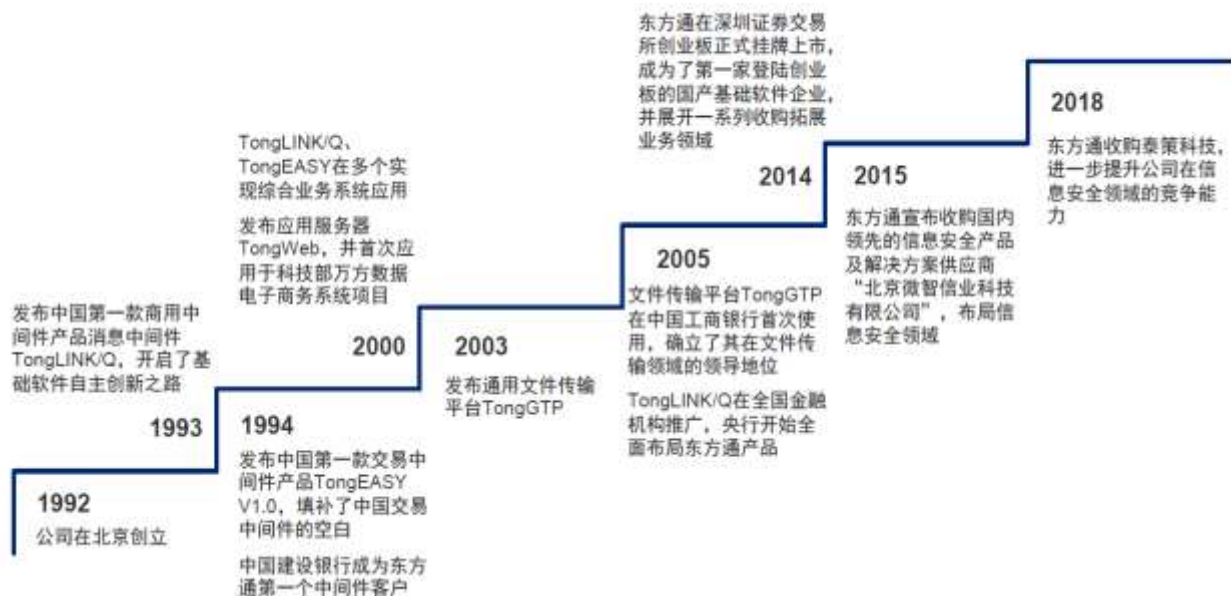 1992
公司在北京创立
发布中国第一款商用中
间件产品消息中间件
TongLINK/Q，开启了基
础软件自主创新之路
1993
1994
发布中国第一款交易中
间件产品TongEASY
V1.0，填补了中国交易
中间件的空白
中国建设银行成为东方
通第一个中间件客户
TongLINK/Q、
TongEASY在多个实
现综合业务系统应用
发布应用服务器
TongWeb，并首次应
用于科技部万方数据
电子商务系统项目
2000
2003
发布通用文件传输
平台TongGTP
2005
文件传输平台TongGTP
在中国工商银行首次使
用，确立了其在文件传
输领域的领导地位
TongLINK/Q在全国金融
机构推广，央行开始全
面布局东方通产品
东方通在深圳证券交易
所创业板正式挂牌上市，
成为了第一家登陆创业
板的国产基础软件企业，
并展开一系列收购拓展
业务领域
2014
2015
东方通宣布收购国内
领先的信息安全产品
及解决方案供应商
“北京微智信业科技
有限公司”，布局信
息安全领域
2018
东方通收购泰策科技，
进一步提升公司在信
息安全领域的竞争能
力